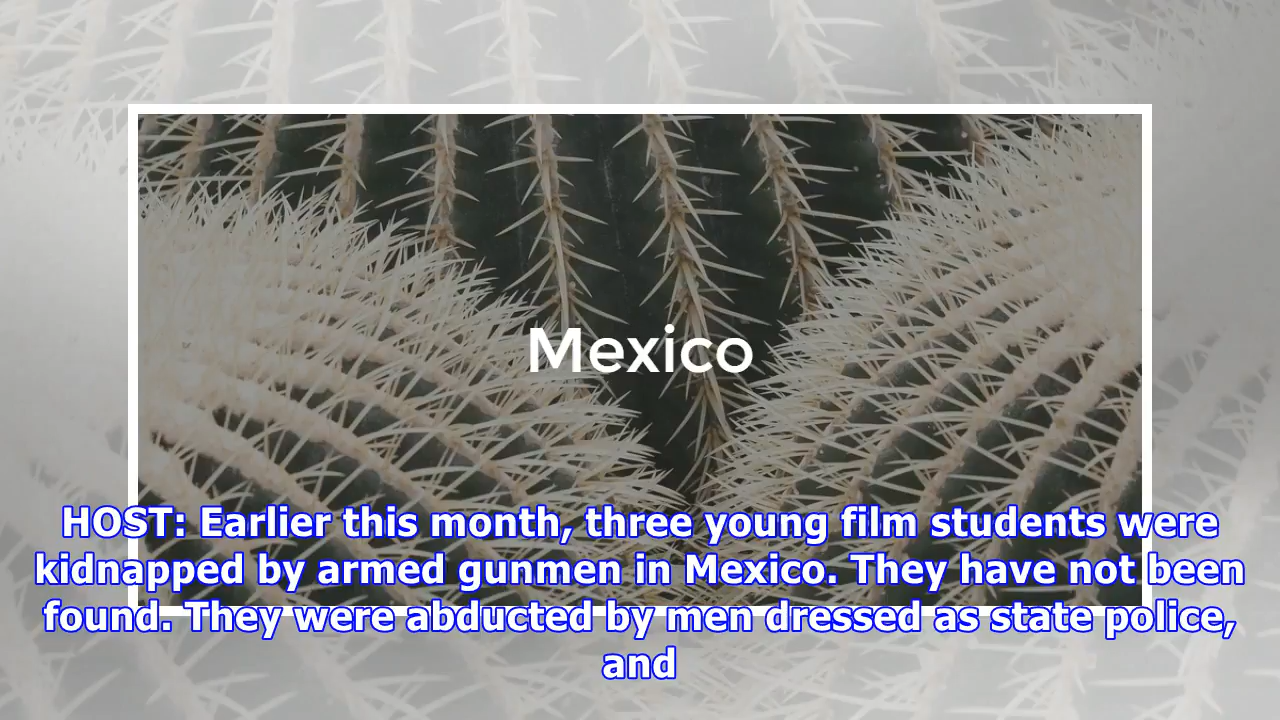 Mexico
HOST: Earlier this month, three young film students were
kidnapped by armed gunmen in Mexico. They have not been
found. They were abducted by men dressed as state police,
and